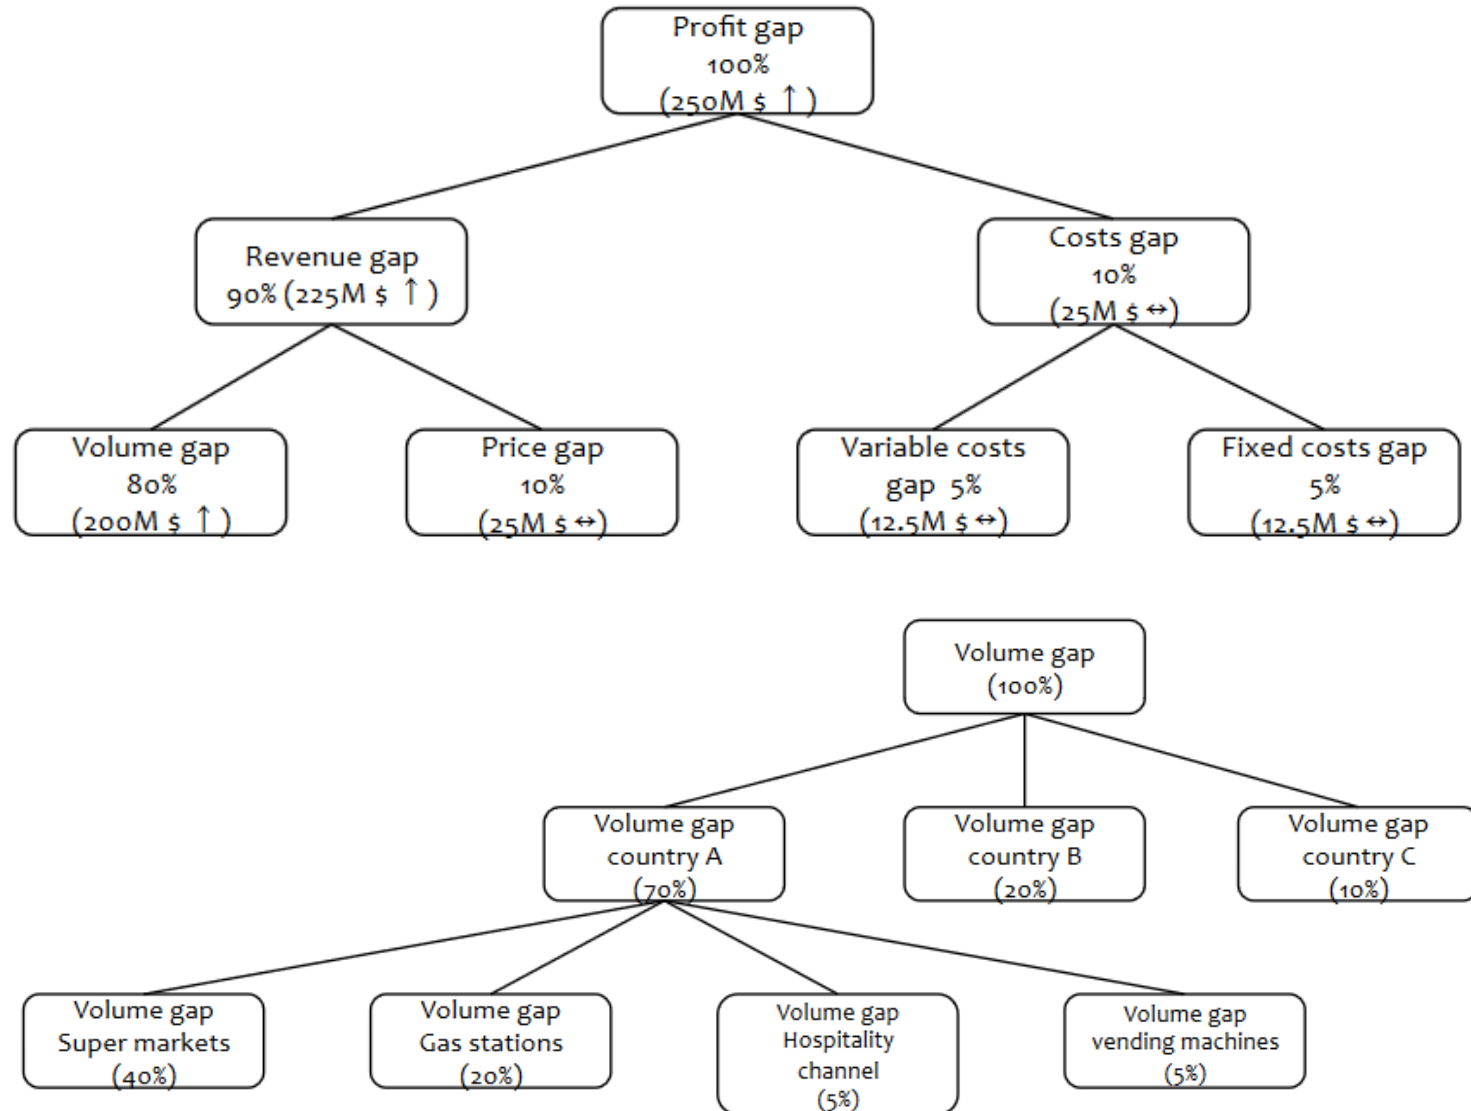 Profit gap
100%
(250M $ ↑ )
Revenue gap
90% (225M $ ↑ )
Costs gap
10%
(25M $ ↔)
Volume gap
80%
(200M $ ↑ )
Price gap
10%
(25M $ ↔)
Variable costs
gap 5%
(12.5M $ ↔)
Fixed costs gap
5%
(12.5M $ ↔)
Volume gap
(100%)
Volume gap
country A
(70%)
Volume gap
country B
(20%)
Volume gap
country C
(10%)
Volume gap
Super markets
(40%)
Volume gap
Gas stations
(20%)
Volume gap
Hospitality
channel
(5%)
Volume gap
vending machines
(5%)